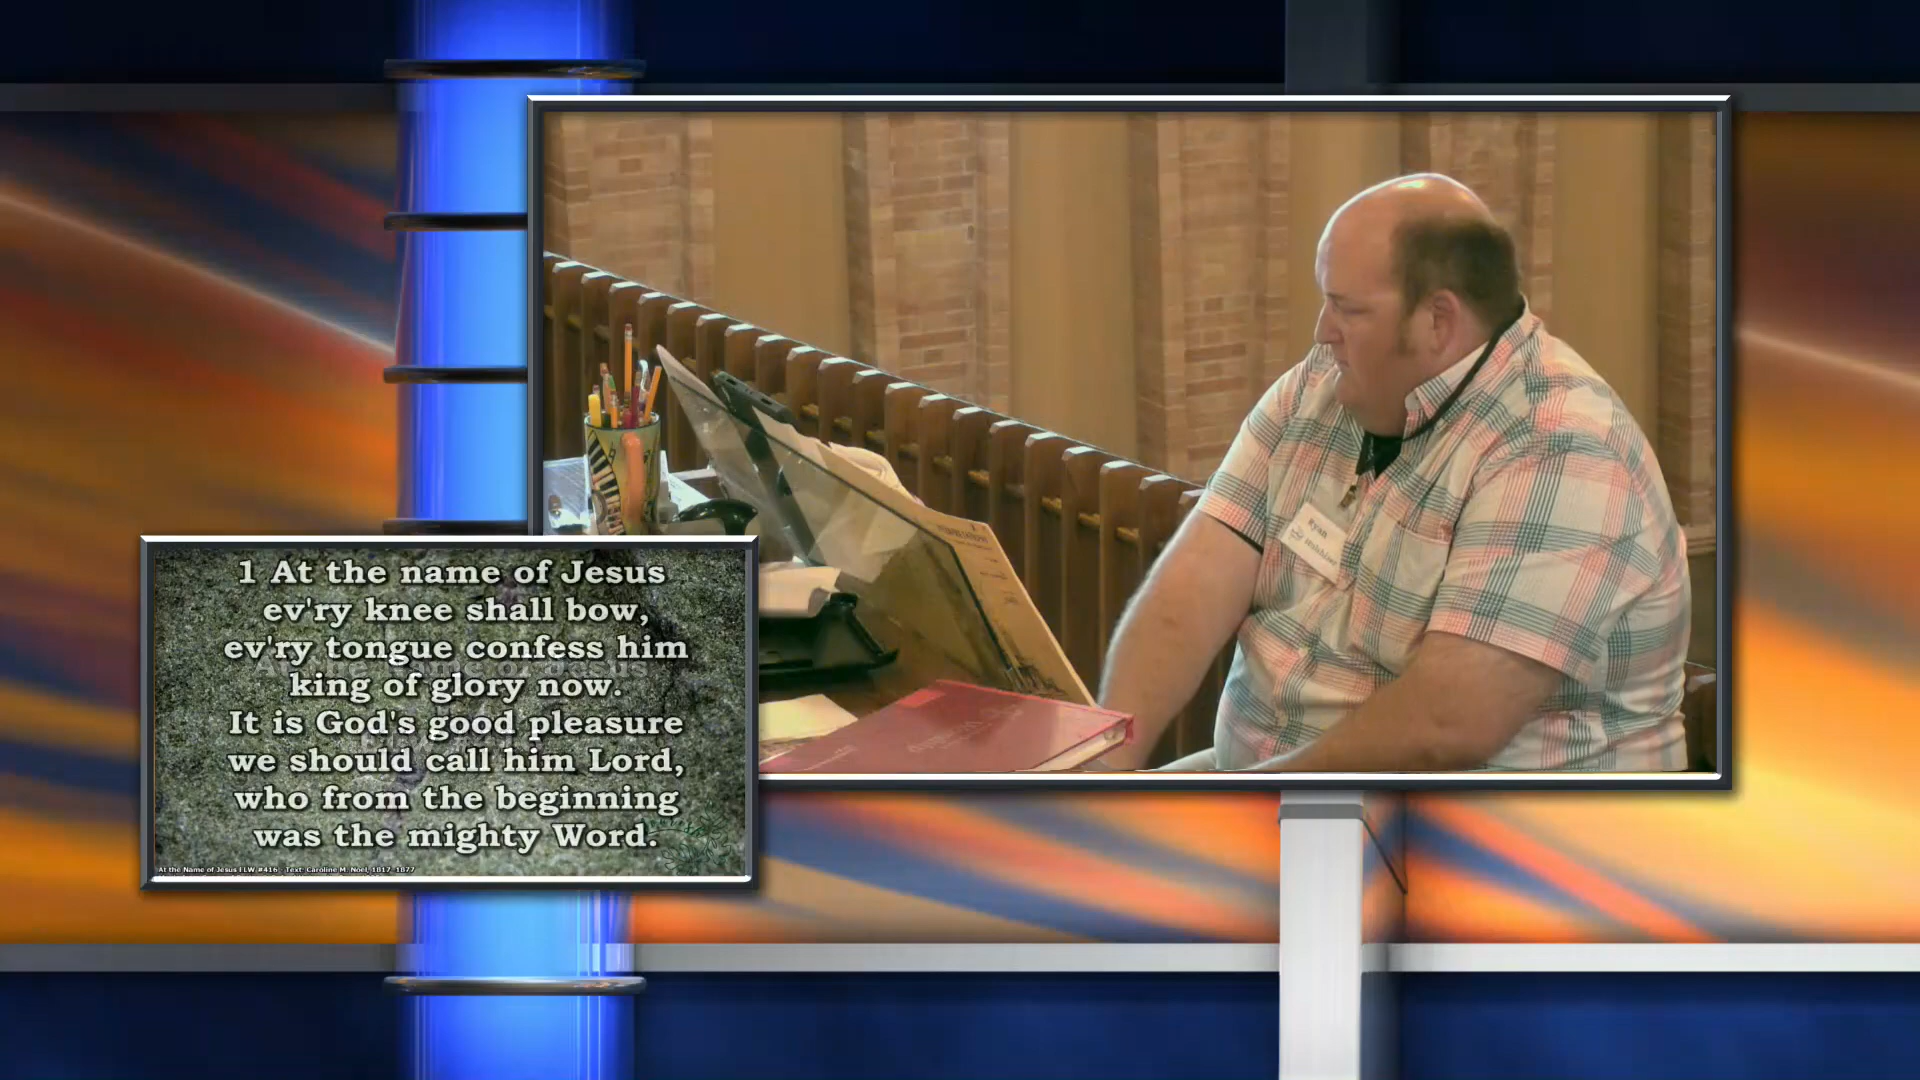 1 At the name of Jesus
ev'ry knee shall bow,
ev'ry tongue confess him
king of glory now.
It is God's good pleasure
we should call him Lord,
who from the beginning
was the mighty Word.
At the Name of Jesus ELW #416 - Text: Caroline M. Noel, 1817-1877
Ryan